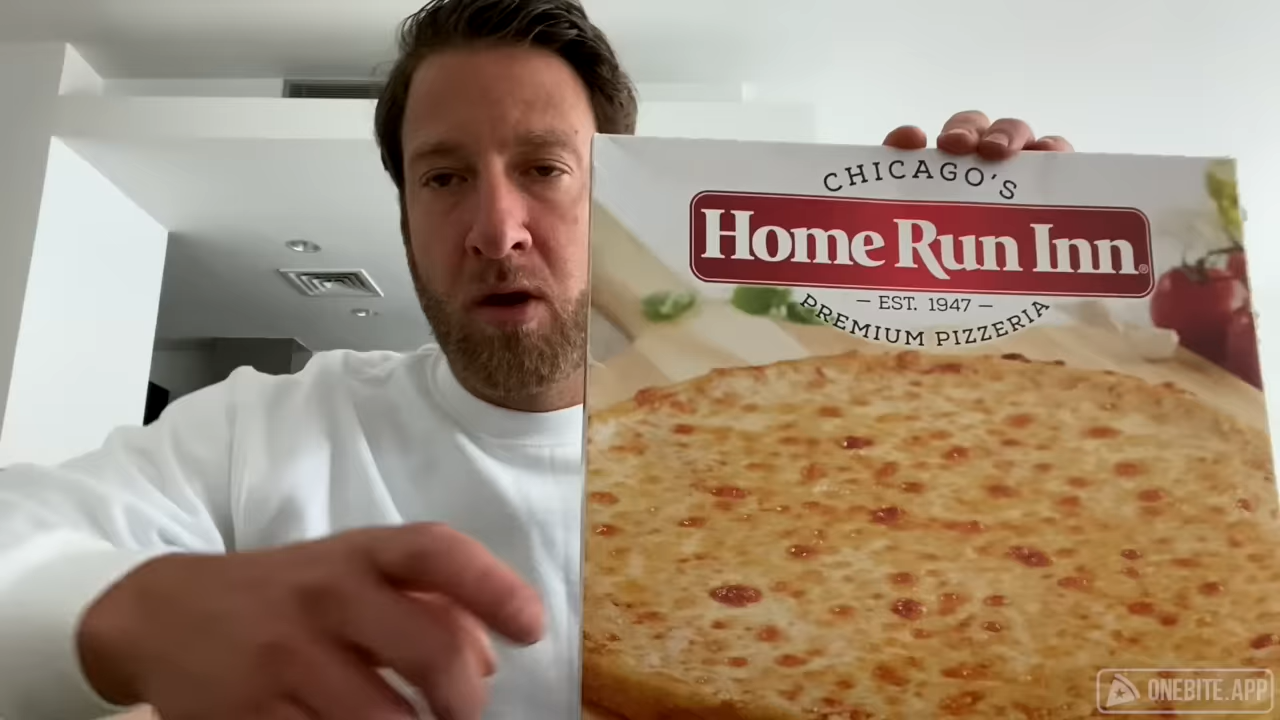 CHICAGO'S
Home Run Inn®
– EST. 1947 –
PREMIUM PIZZERIA
ONEBITE.APP